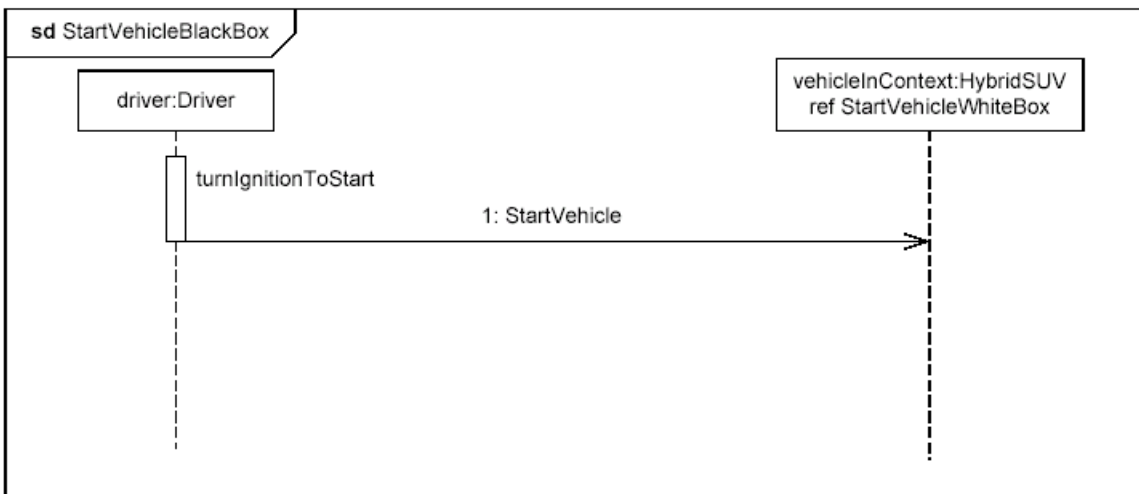 sd StartVehicleBlackBox
driver:Driver
vehicleInContext:HybridSUV
ref StartVehicleWhiteBox
turnIgnitionToStart
1: StartVehicle